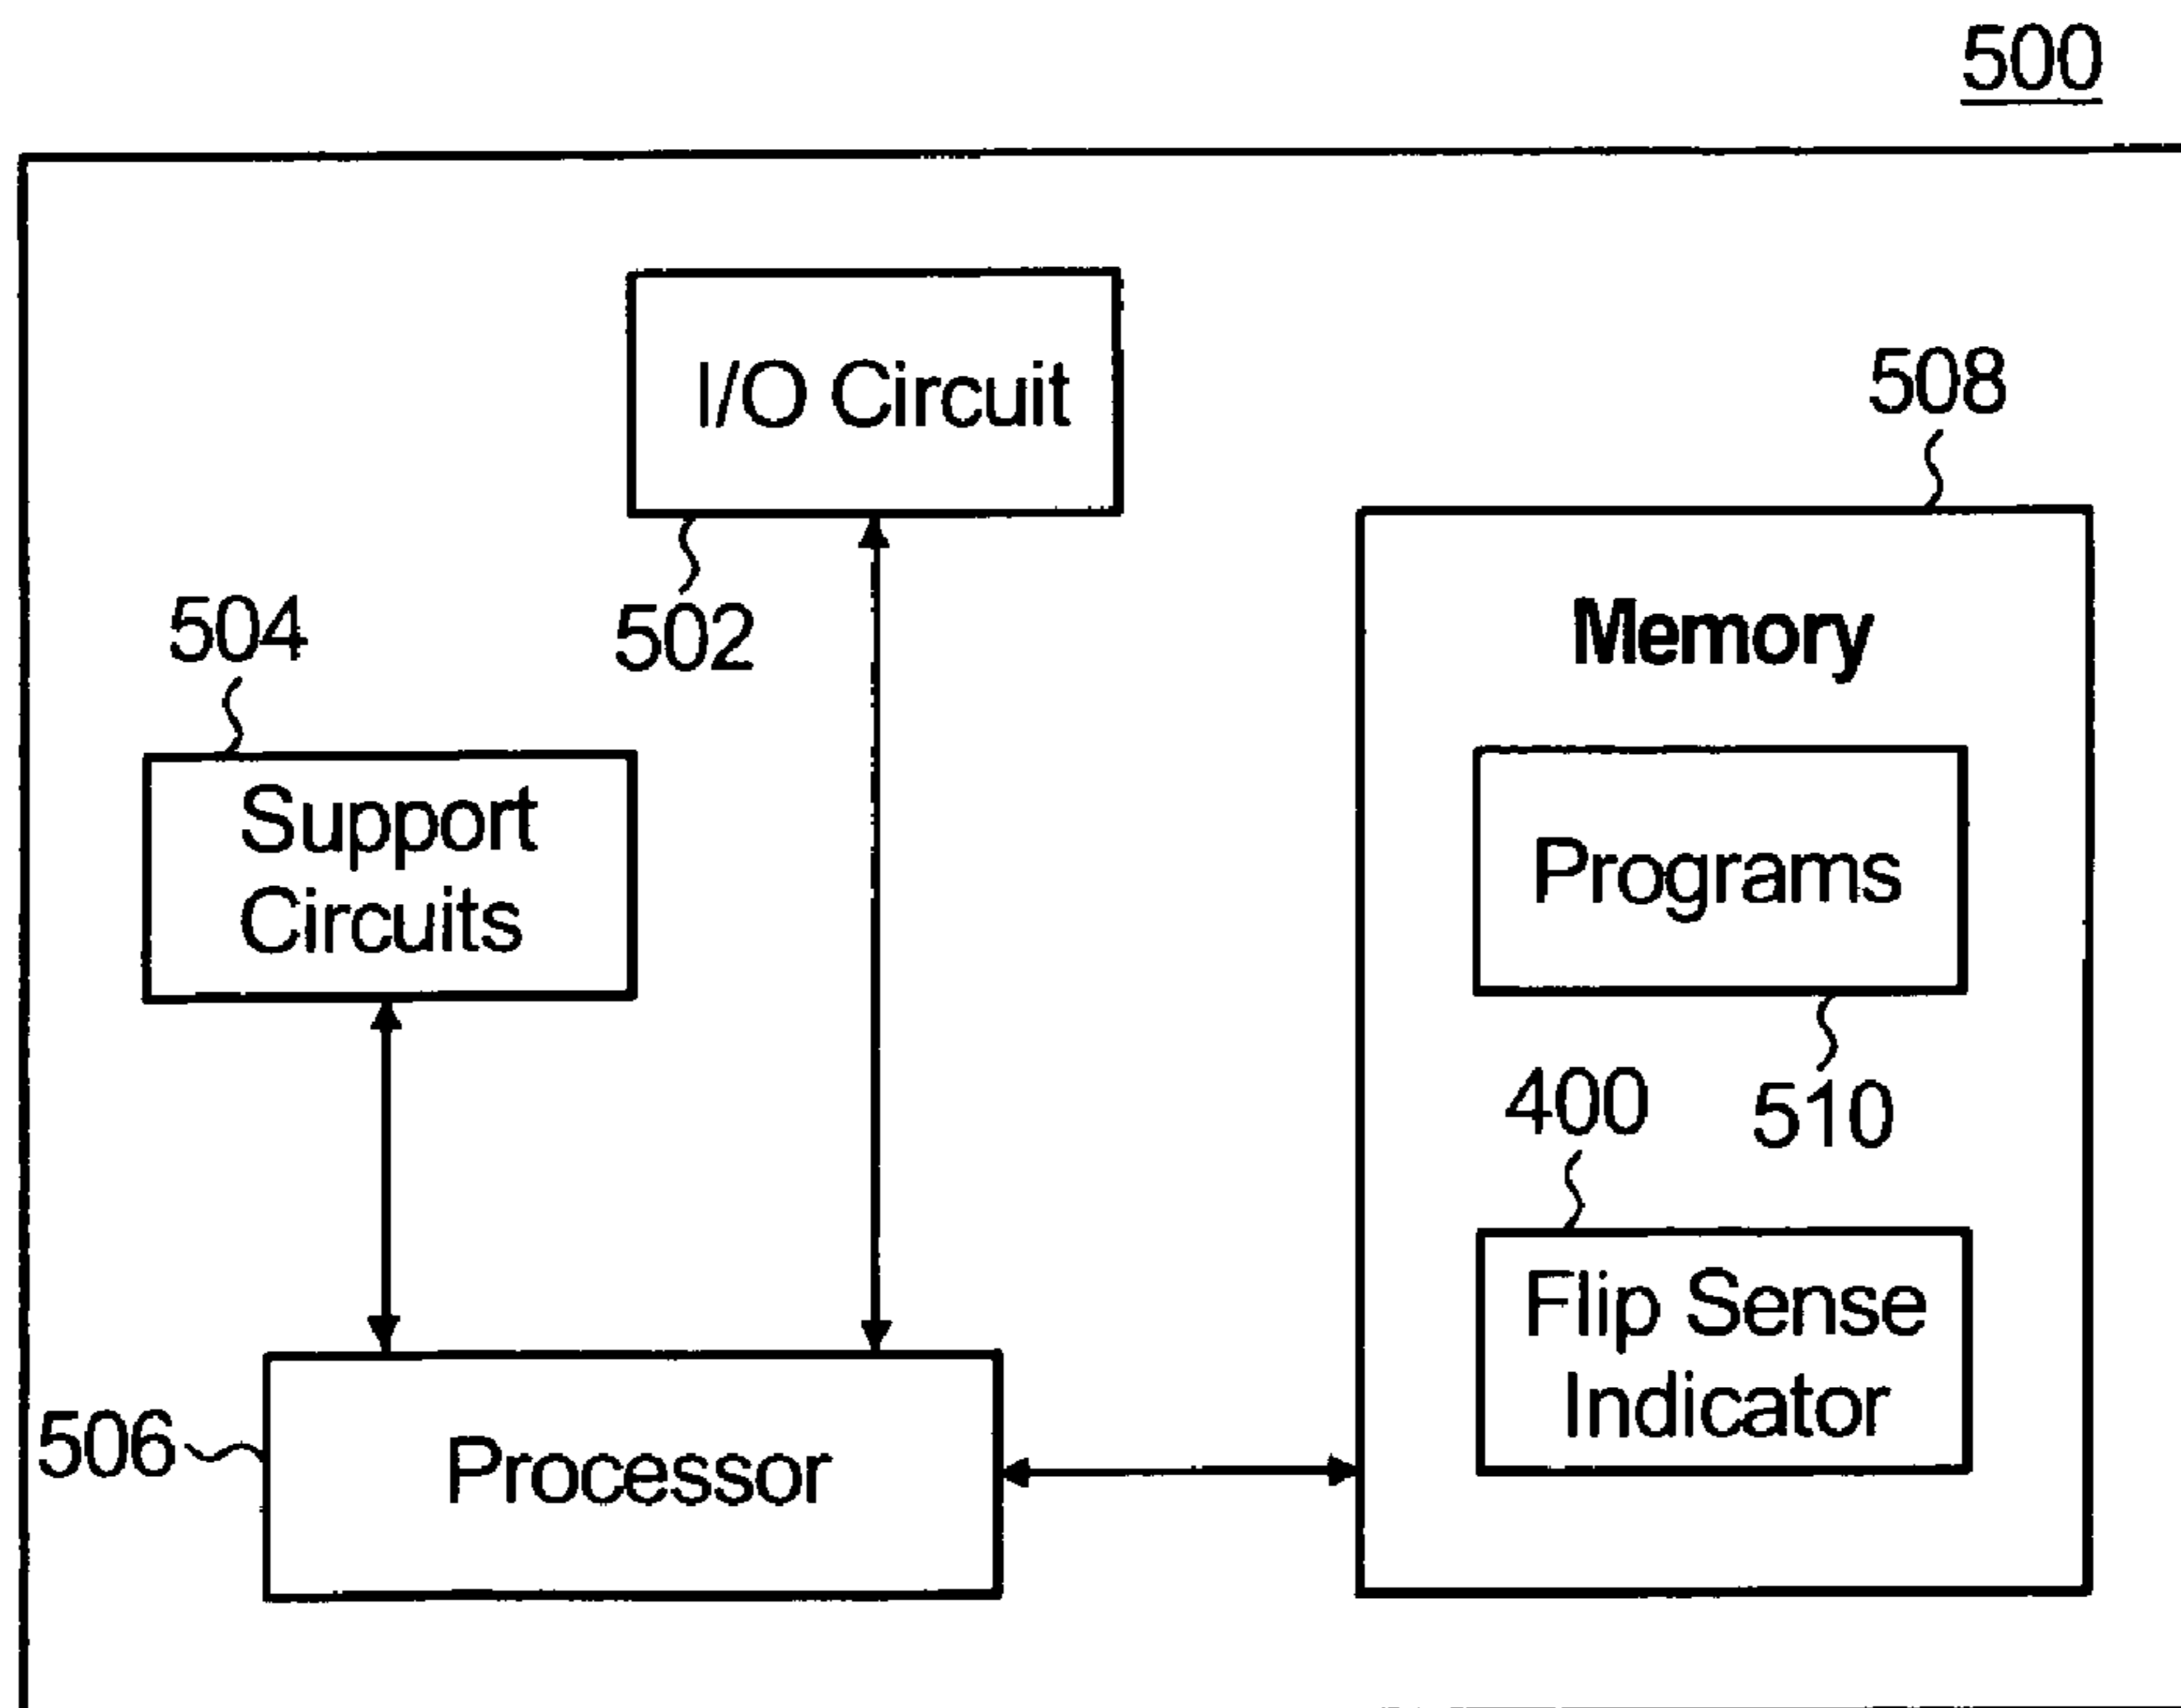 500
I/O Circuit
502
508
Memory
504
Support
Circuits
Programs
510
400
Flip Sense
Indicator
506
Processor